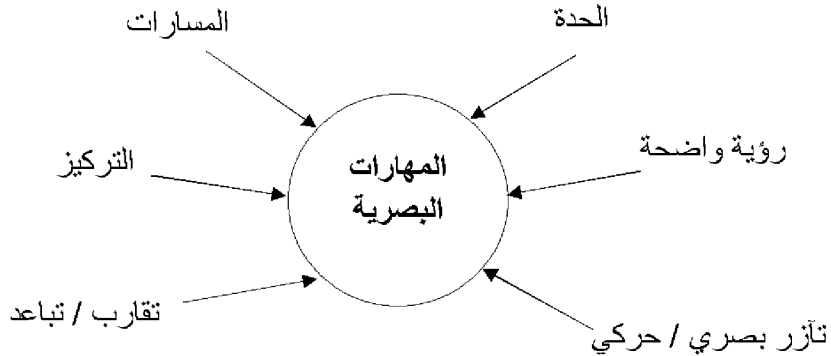 الحدة
المسارات
رؤية واضحة
المهارات
البصرية
التركيز
تآزر بصري / حركي
تقارب / تباعد